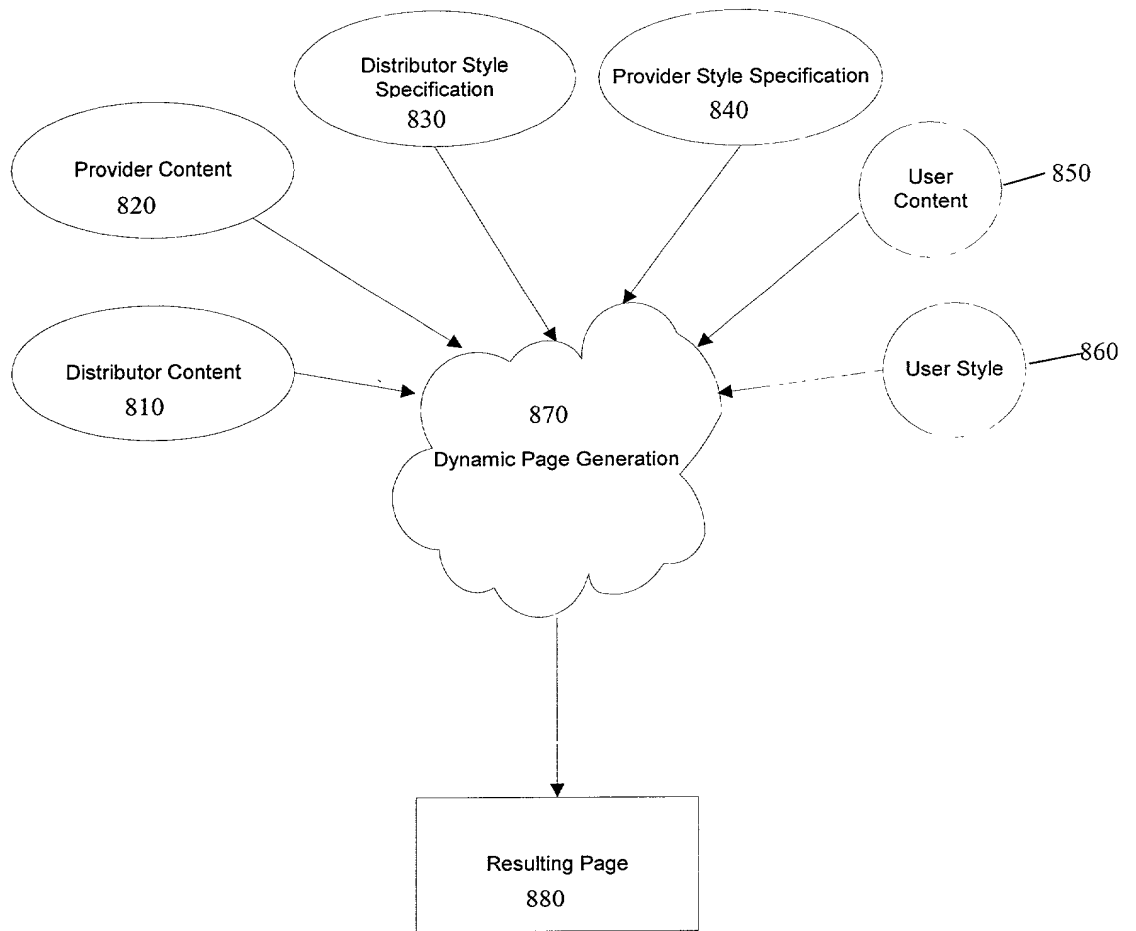 Distributor Style
Specification
830
Provider Style Specification
840
Provider Content
820
User
Content
850
Distributor Content
810
User Style
860
870
Dynamic Page Generation
Resulting Page
880